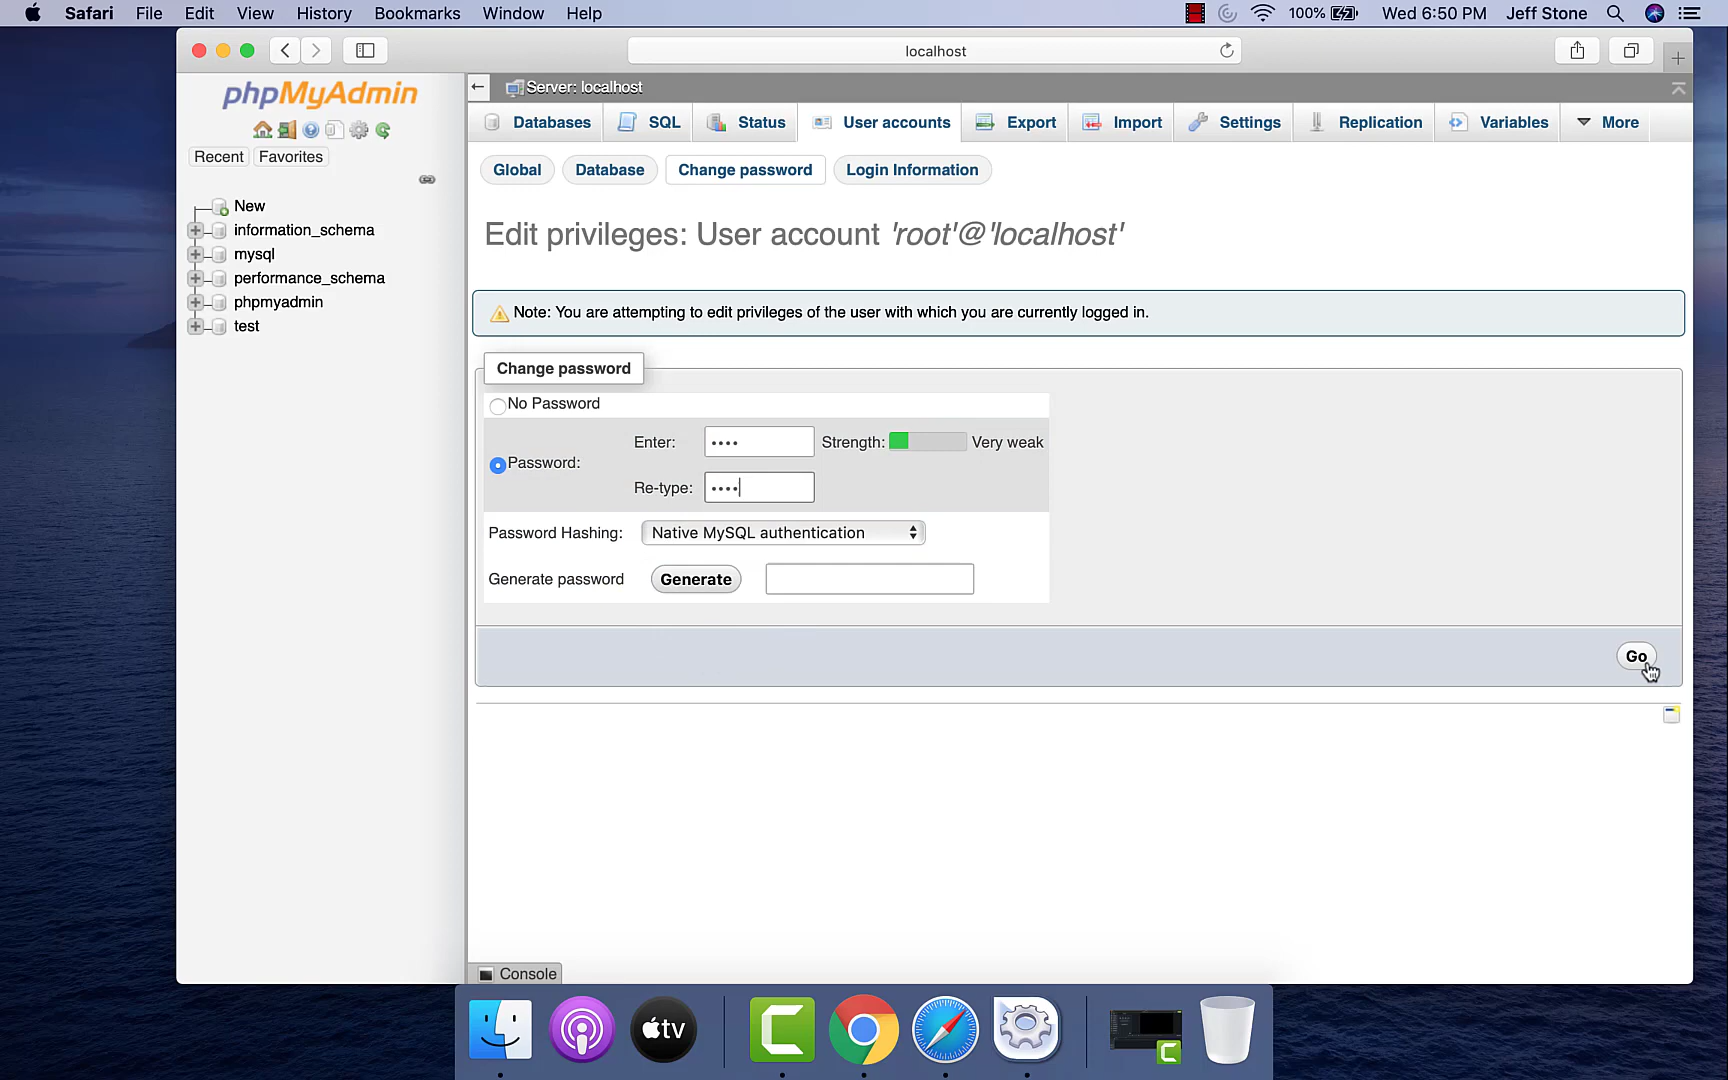 Safari File Edit View History Bookmarks Window Help 100% Wed 6:50 PM Jeff Stone
localhost
phpMyAdmin
Recent Favorites
New
information_schema
mysql
performance_schema
phpmyadmin
test
Server: localhost
Databases SQL Status User accounts Export Import Settings Replication Variables More
Global Database Change password Login Information
Edit privileges: User account 'root'@'localhost'
Note: You are attempting to edit privileges of the user with which you are currently logged in.
Change password
No Password
Password:
Enter: •••• Strength: Very weak
Re-type: ••••
Password Hashing: Native MySQL authentication
Generate password Generate
Go
Console
tv